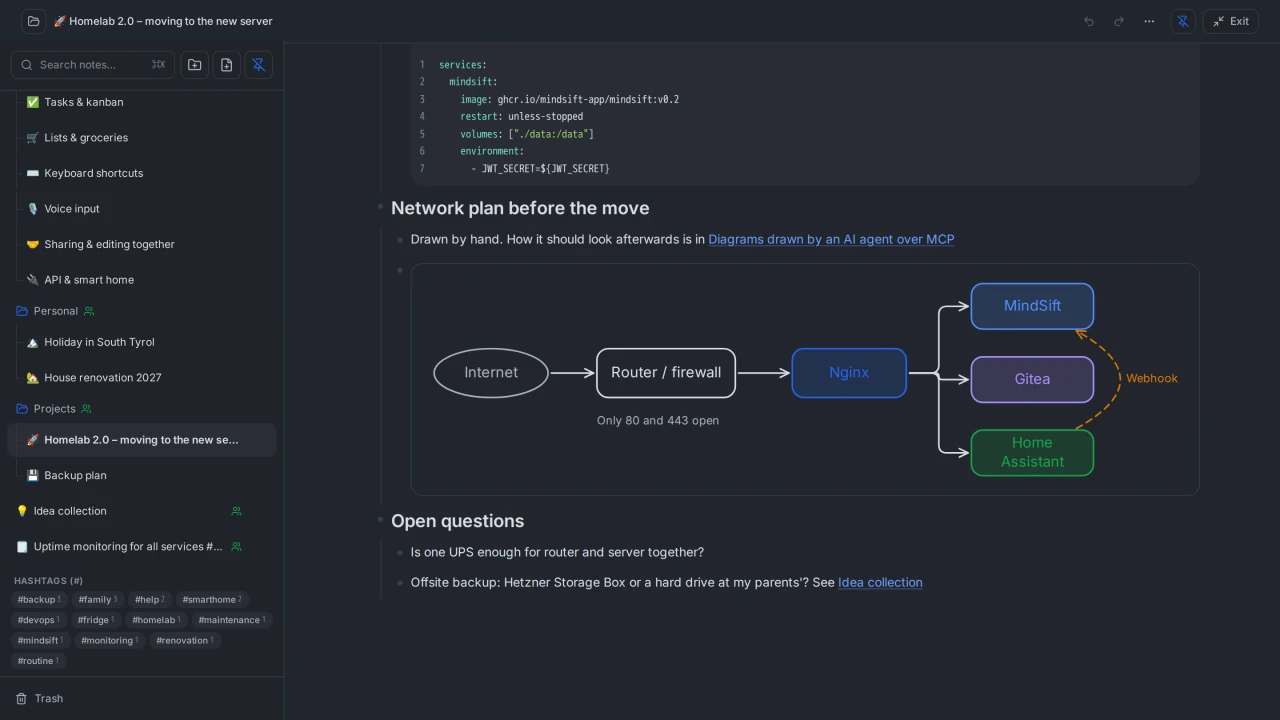 🚀 Homelab 2.0 – moving to the new server
Exit
Search notes...
⌘K
✅ Tasks & kanban
🛒 Lists & groceries
⌨️ Keyboard shortcuts
🎙️ Voice input
🤝 Sharing & editing together
🔌 API & smart home
Personal
🏔️ Holiday in South Tyrol
🏡 House renovation 2027
Projects
🚀 Homelab 2.0 – moving to the new se...
💾 Backup plan
💡 Idea collection
🗒️ Uptime monitoring for all services #...
HASHTAGS (#)
#backup 3 #family 3 #help 2 #smarthome 2
#devops 1 #fridge 1 #homelab 1 #maintenance 1
#mindsift 1 #monitoring 1 #renovation 1
#routine 1
Trash
1 services:
2 mindsift:
3 image: ghcr.io/mindsift-app/mindsift:v0.2
4 restart: unless-stopped
5 volumes: ["./data:/data"]
6 environment:
7 - JWT_SECRET=${JWT_SECRET}
Network plan before the move
Drawn by hand. How it should look afterwards is in Diagrams drawn by an AI agent over MCP
Internet
Router / firewall
Only 80 and 443 open
Nginx
MindSift
Gitea
Home
Assistant
Webhook
Open questions
Is one UPS enough for router and server together?
Offsite backup: Hetzner Storage Box or a hard drive at my parents'? See Idea collection